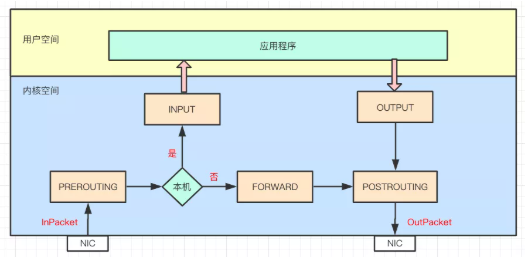 用户空间
应用程序
内核空间
INPUT
OUTPUT
是
PREROUTING
本机
否
FORWARD
POSTROUTING
InPacket
OutPacket
NIC
NIC